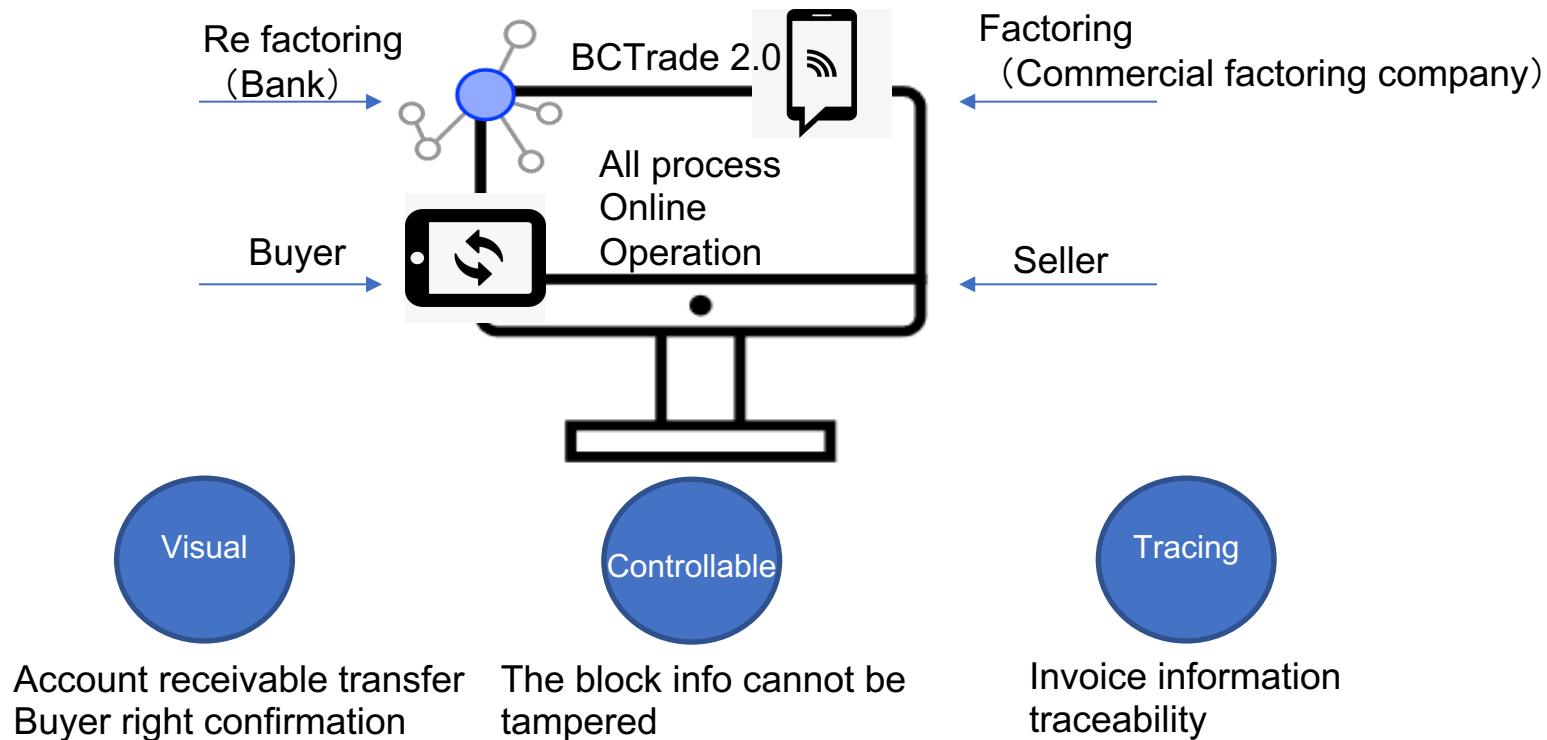 Re factoring
（Bank）
BCTrade 2.0
Factoring
（Commercial factoring company）
All process
Online
Operation
Buyer
Seller
Visual
Controllable
Tracing
Account receivable transfer
Buyer right confirmation
The block info cannot be
tampered
Invoice information
traceability